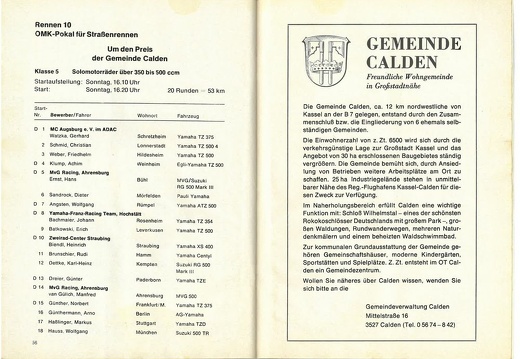 Rennen 10
OMK-Pokal für Straßenrennen
Um den Preis
der Gemeinde Calden
Klasse 5 Solomotorräder über 350 bis 500 ccm
Startaufstellung: Sonntag, 16.10 Uhr
Start: Sonntag, 16.20 Uhr 20 Runden = 53 km
Start-
Nr. Bewerber/Fahrer Wohnort Fahrzeug
D 1 MC Augsburg e. V. im ADAC
Watzka, Gerhard Schretzheim Yamaha TZ 375
2 Schmid, Christian Lonnerstadt Yamaha TZ 500 4
3 Weber, Friedhelm Hildesheim Yamaha TZ 500
D 4 Klump, Achim Weinheim Egli-Yamaha TZ 500
D 5 MvG Racing, Ahrensburg
Ernst, Hans Bühl MVG/Suzuki
RG 500 Mark III
6 Sandrock, Dieter Mörfelden Pauli Yamaha
D 7 Angsten, Wolfgang Rümpel Yamaha ATZ 500
D 8 Yamaha-Franz-Racing Team, Hochstält
Bachmaier, Johann Rosenheim Yamaha TZ 354
9 Batkowski, Erich Leverkusen Yamaha TZ 500
D 10 Zweirad-Center Straubing
Biendl, Heinrich Straubing Yamaha XS 400
11 Brunschier, Rudi Hamm Yamaha Centyl
12 Oettke, Karl-Heinz Kempten Suzuki RG 500
Mark III
D 13 Dreier, Günter Paderborn Yamaha TZE
D 14 MvG Racing, Ahrensburg
van Gülich, Manfred Ahrensburg MVG 500
D 15 Günther, Norbert Frankfurt/M. Yamaha TZ 375
16 Günthermann, Arno Berlin AG-Yamaha
17 Haßlinger, Markus Stuttgart Yamaha TZD
18 Hauss, Wolfgang München Suzuki 500 TR
GEMEINDE
CALDEN
Freundliche Wohngemeinde
in Großstadtnähe
Die Gemeinde Calden, ca. 12 km nordwestliche von
Kassel an der B 7 gelegen, entstand durch den Zusam-
menschluß bzw. die Eingliederung von 6 ehemals selb-
ständigen Gemeinden.
Die Einwohnerzahl von z.Zt. 6500 wird sich durch die
verkehrsgünstige Lage zur Großstadt Kassel und das
Angebot von 30 ha erschlossenen Baugebietes ständig
vergrößern. Die Gemeinde bemüht sich, durch Ansied-
lung von Betrieben weitere Arbeitsplätze am Ort zu
schaffen. 25 ha Industriegelände stehen in unmittel-
barer Nähe des Reg.-Flughafens Kassel-Calden für die-
sen Zweck zur Verfügung.
Im Naherholungsbereich erfüllt Calden eine wichtige
Funktion mit: Schloß Wilhelmstal – eines der schönsten
Rokokoschlösser Deutschlands mit großem Park –, gro-
ßen Waldungen, Rundwanderwegen, mehreren Natur-
denkmälern und einem beheizten Waldschwimmbad.
Zur kommunalen Grundausstattung der Gemeinde ge-
hören Gemeinschaftshäuser, moderne Kindergärten,
Sportstätten und Spielplätze. Z. Zt. entsteht im OT Cal-
den ein Gemeindezentrum.
Wollen Sie näheres über Calden wissen, wenden Sie
sich bitte an die
Gemeindeverwaltung Calden
Mittelstraße 16
3527 Calden (Tel. 0 56 74 – 8 42)